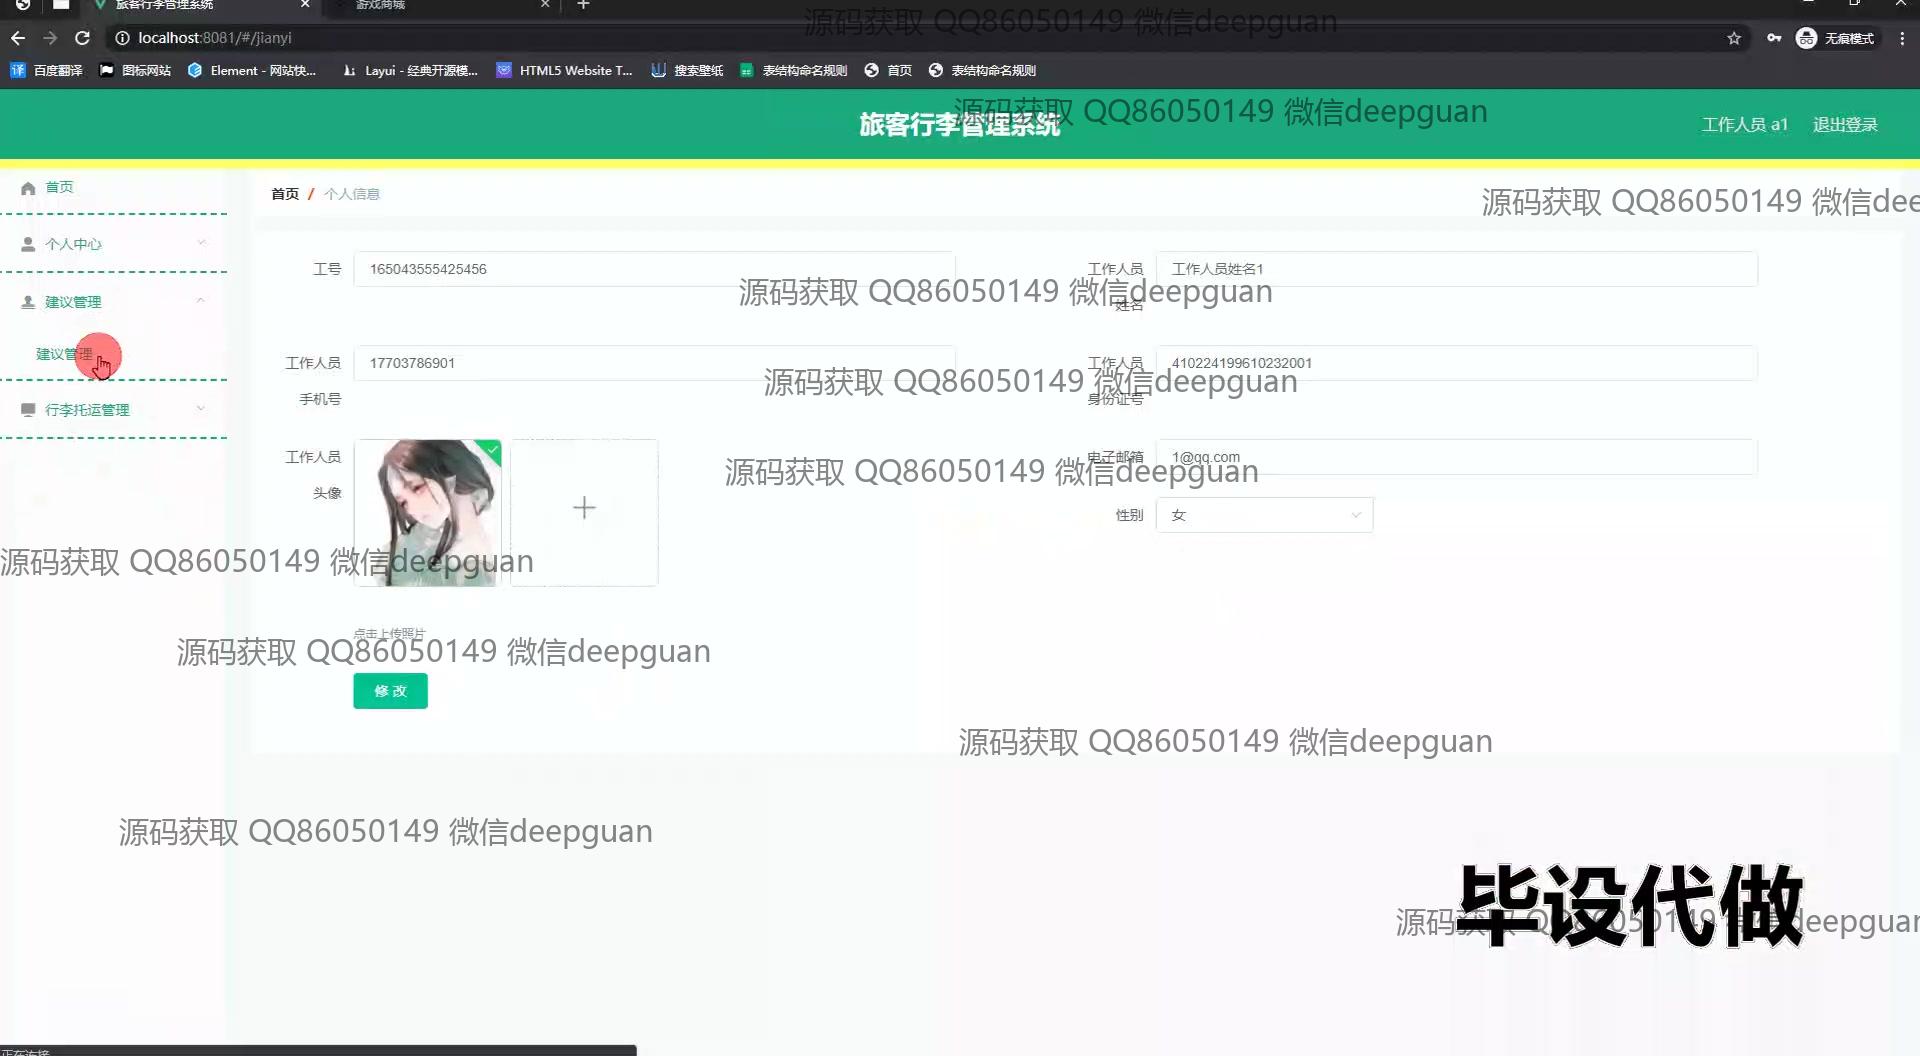 旅客行李管理系统
游戏商城
源码获取 QQ86050149 微信deepguan
localhost:8081/#/jianyi
无痕模式
百度翻译
图标网站
Element - 网站快...
Layui - 经典开源模...
HTML5 Website T...
搜索壁纸
表结构命名规则
首页
表结构命名规则
源码获取 QQ86050149 微信deepguan
旅客行李管理系统
工作人员 a1
退出登录
首页
首页 / 个人信息
源码获取 QQ86050149 微信dee
个人中心
工号
165043555425456
工作人员姓名
工作人员姓名1
源码获取 QQ86050149 微信deepguan
建议管理
建议管理
工作人员手机号
17703786901
工作人员身份证号
410224199610232001
源码获取 QQ86050149 微信deepguan
行李托运管理
工作人员头像
电子邮箱
1@qq.com
源码获取 QQ86050149 微信deepguan
性别
女
源码获取 QQ86050149 微信deepguan
点击上传照片
源码获取 QQ86050149 微信deepguan
修改
源码获取 QQ86050149 微信deepguan
源码获取 QQ86050149 微信deepguan
毕设代做
源码获取 QQ86050149 微信deepguan